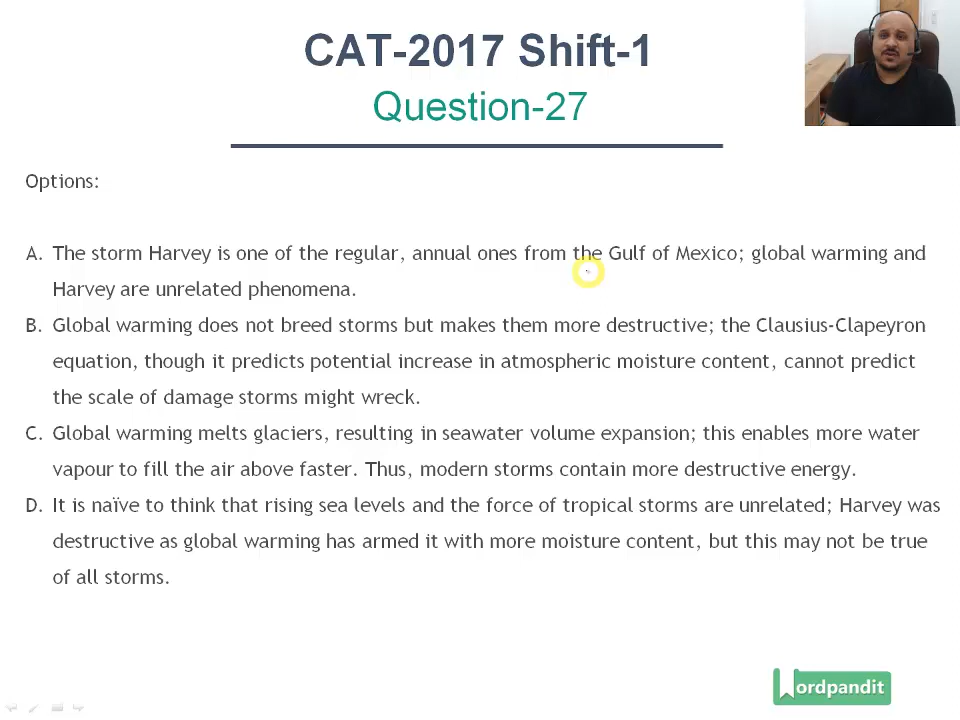 CAT-2017 Shift-1
Question-27
Options:
A. The storm Harvey is one of the regular, annual ones from the Gulf of Mexico; global warming and
Harvey are unrelated phenomena.
B. Global warming does not breed storms but makes them more destructive; the Clausius-Clapeyron
equation, though it predicts potential increase in atmospheric moisture content, cannot predict
the scale of damage storms might wreck.
C. Global warming melts glaciers, resulting in seawater volume expansion; this enables more water
vapour to fill the air above faster. Thus, modern storms contain more destructive energy.
D. It is naïve to think that rising sea levels and the force of tropical storms are unrelated; Harvey was
destructive as global warming has armed it with more moisture content, but this may not be true
of all storms.
Wordpandit